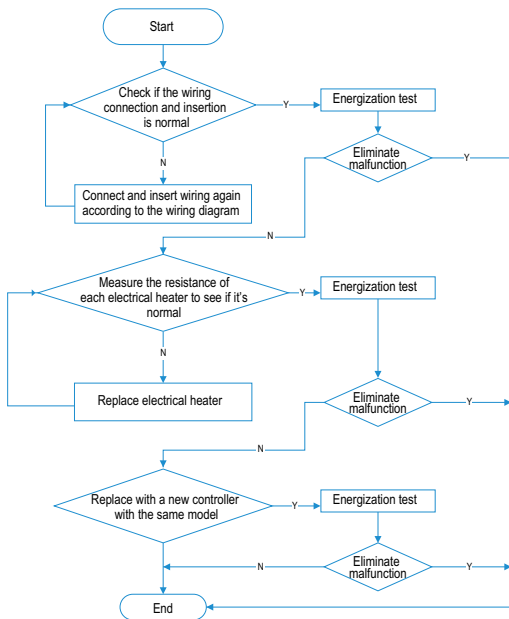 Start
Check if the wiring
connection and insertion
is normal
Y
Energization test
N
Eliminate
malfunction
Y
Connect and insert wiring again
according to the wiring diagram
N
Measure the resistance of
each electrical heater to see if it's
normal
Y
Energization test
N
Replace electrical heater
Eliminate
malfunction
Y
N
Replace with a new controller
with the same model
Y
Energization test
N
Eliminate
malfunction
Y
End